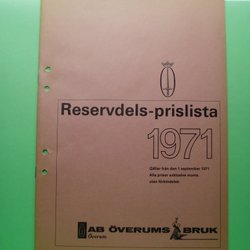 Reservdels-prislista
1971
Gäller från den 1 september 1971
Alla priser exklusive moms.
utan förbindelse.
AB ÖVERUMS BRUK
Överum